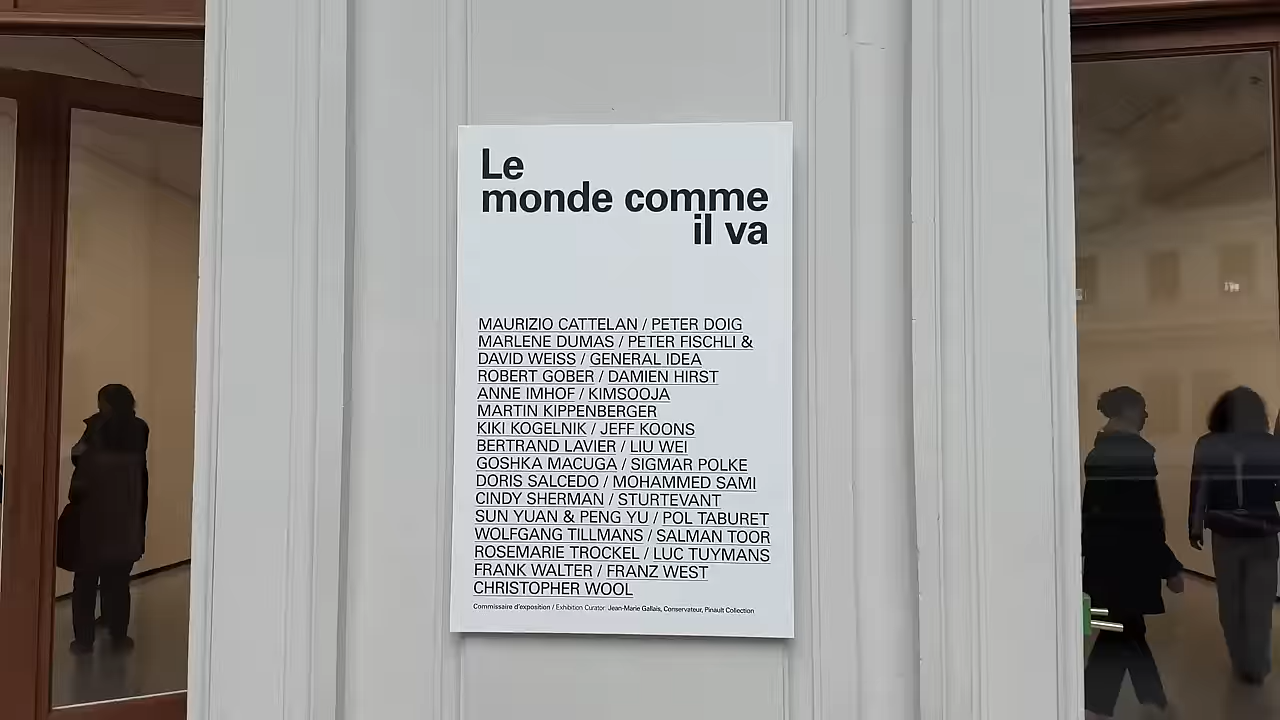 Le
monde comme
il va
MAURIZIO CATTELAN / PETER DOIG
MARLENE DUMAS / PETER FISCHLI &
DAVID WEISS / GENERAL IDEA
ROBERT GOBER / DAMIEN HIRST
ANNE IMHOF / KIMSOOJA
MARTIN KIPPENBERGER
KIKI KOGELNIK / JEFF KOONS
BERTRAND LAVIER / LIU WEI
GOSHKA MACUGA / SIGMAR POLKE
DORIS SALCEDO / MOHAMMED SAMI
CINDY SHERMAN / STURTEVANT
SUN YUAN & PENG YU / POL TABURET
WOLFGANG TILLMANS / SALMAN TOOR
ROSEMARIE TROCKEL / LUC TUYMANS
FRANK WALTER / FRANZ WEST
CHRISTOPHER WOOL
Commissaire d'exposition / Exhibition Curator: Jean-Marie Gallais, Conservateur, Pinault Collection